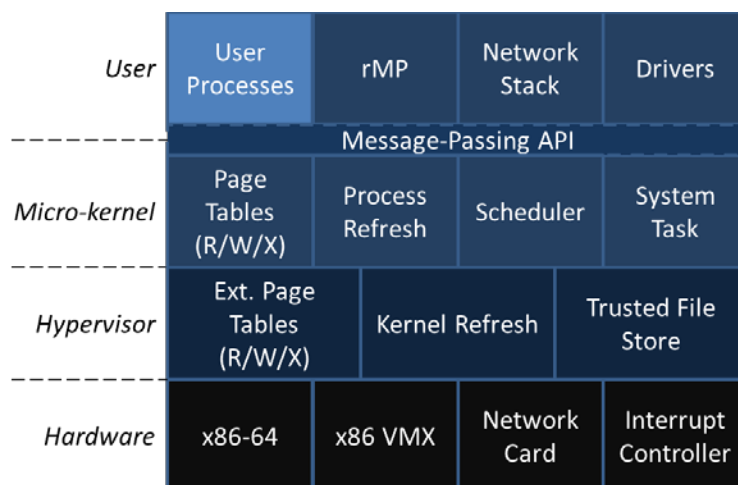 User
User
Processes
rMP
Network
Stack
Drivers
Message-Passing API
Micro-kernel
Page
Tables
(R/W/X)
Process
Refresh
Scheduler
System
Task
Hypervisor
Ext. Page
Tables
(R/W/X)
Kernel Refresh
Trusted File
Store
Hardware
x86-64
x86 VMX
Network
Card
Interrupt
Controller